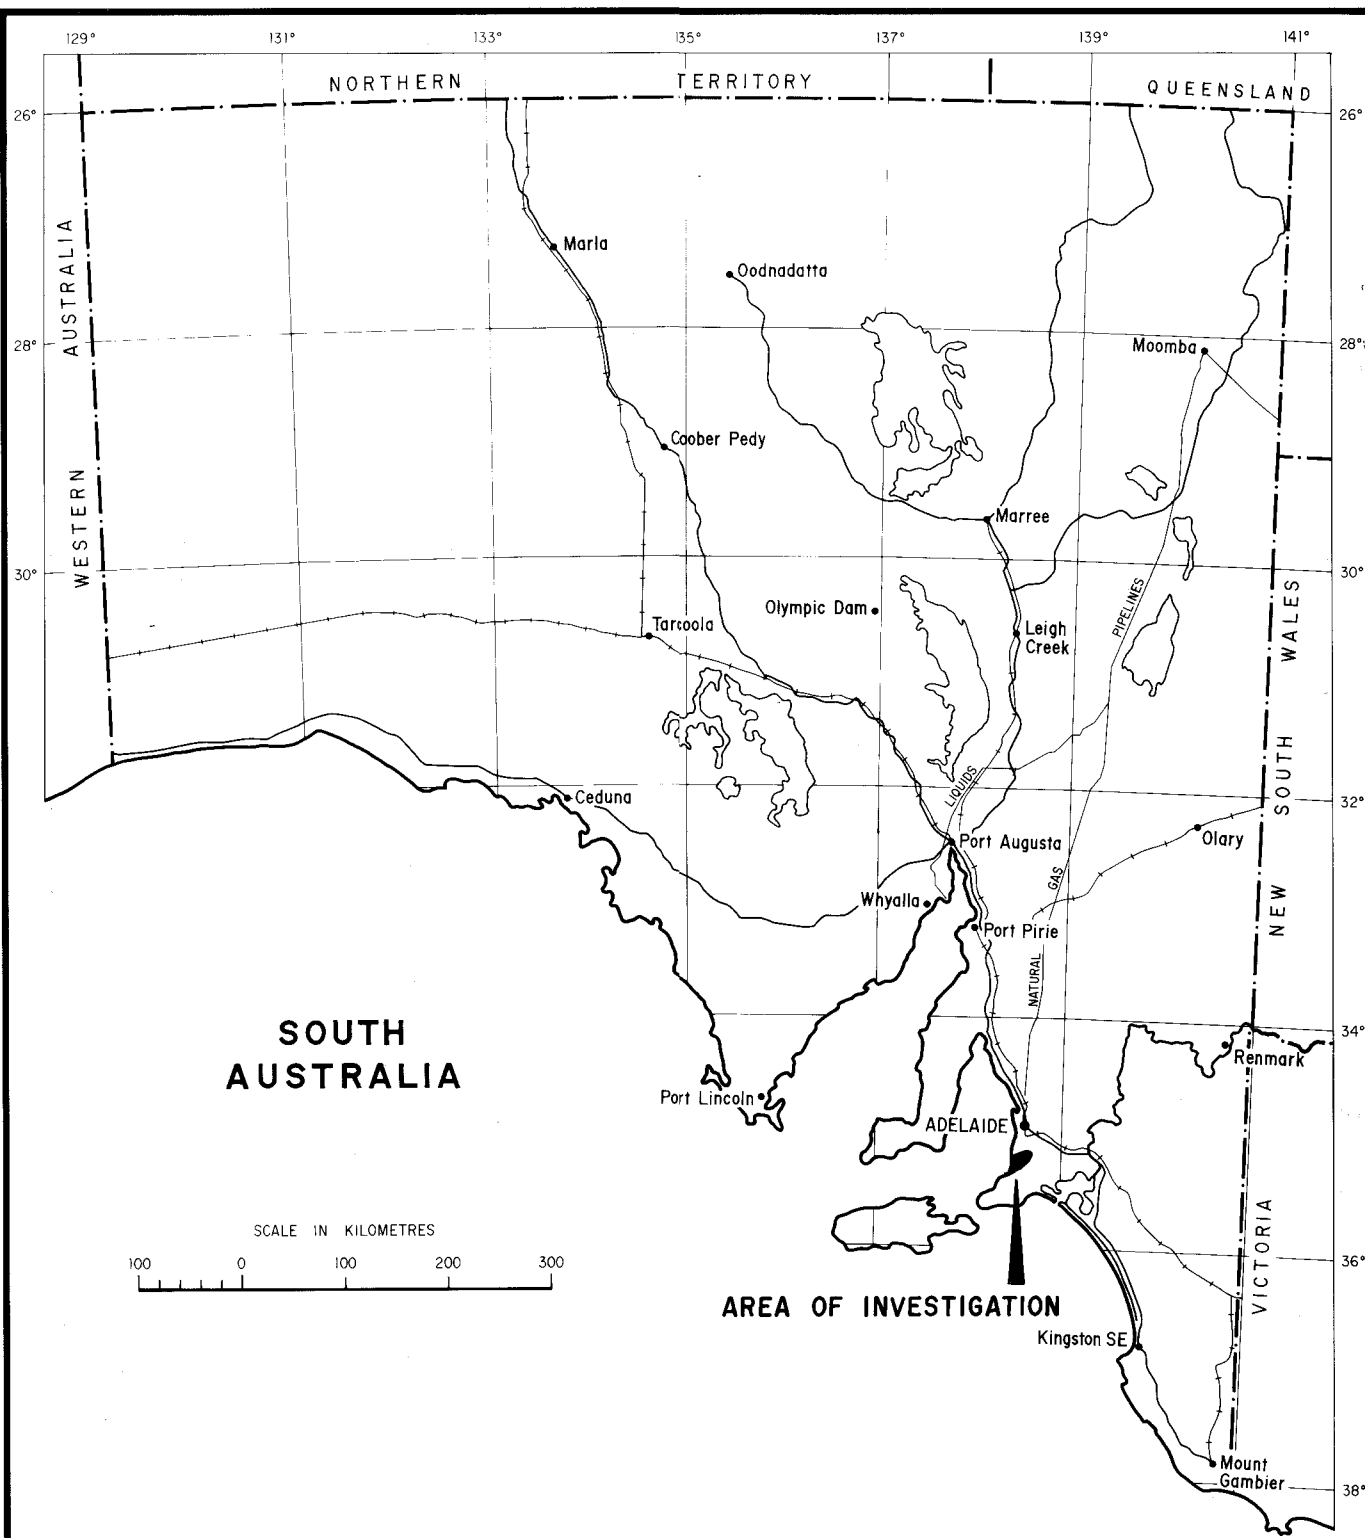 129° 131° 133° 135° 137° 139° 141°
NORTHERN TERRITORY
QUEENSLAND
26° 26°
WESTERN AUSTRALIA
Marla
Oodnadatta
28° 28°
Moomba
Coober Pedy
Marree
30° 30°
PIPELINES
Olympic Dam
Tarcoola
Leigh
Creek
NEW SOUTH WALES
LIQUIDS
Ceduna
32° 32°
Port Augusta
Olary
GAS
Whyalla
Port Pirie
NATURAL
SOUTH
AUSTRALIA
34° 34°
Renmark
Port Lincoln
ADELAIDE
SCALE IN KILOMETRES
100 0 100 200 300
VICTORIA
36°
AREA OF INVESTIGATION
Kingston SE
Mount
Gambier
38°